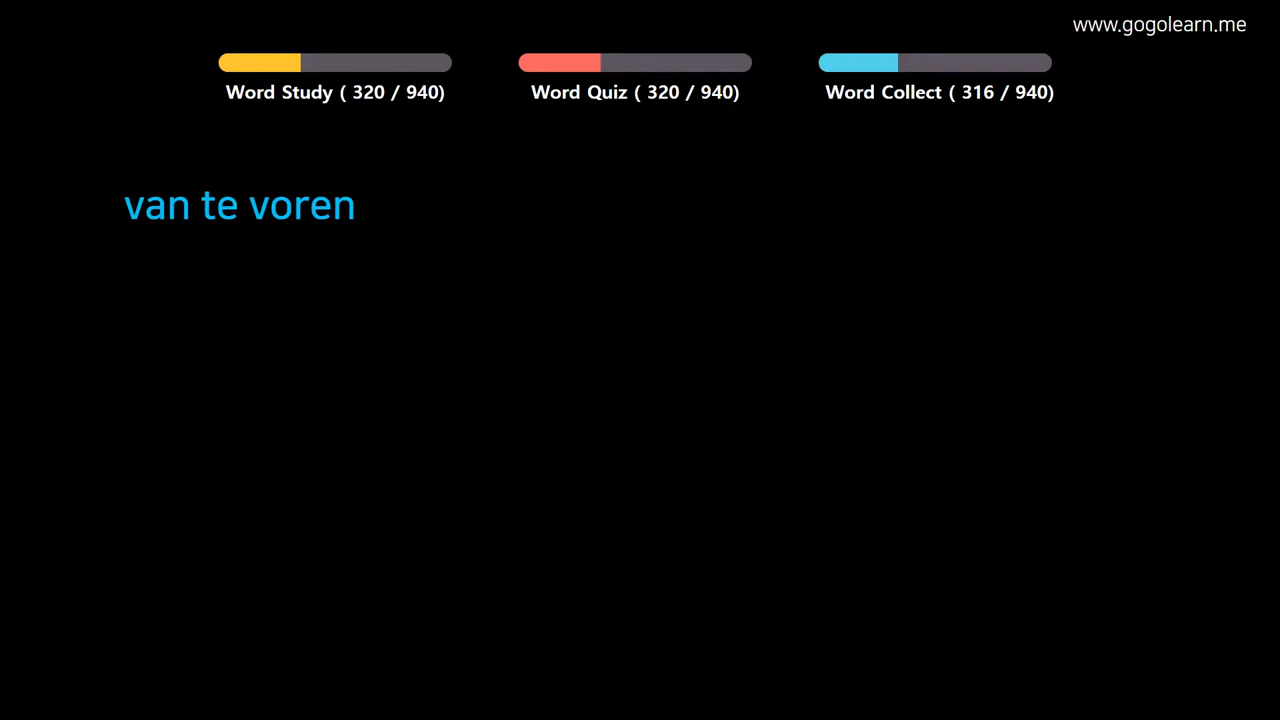 www.gogolearn.me
Word Study ( 320 / 940)
Word Quiz ( 320 / 940)
Word Collect ( 316 / 940)
van te voren